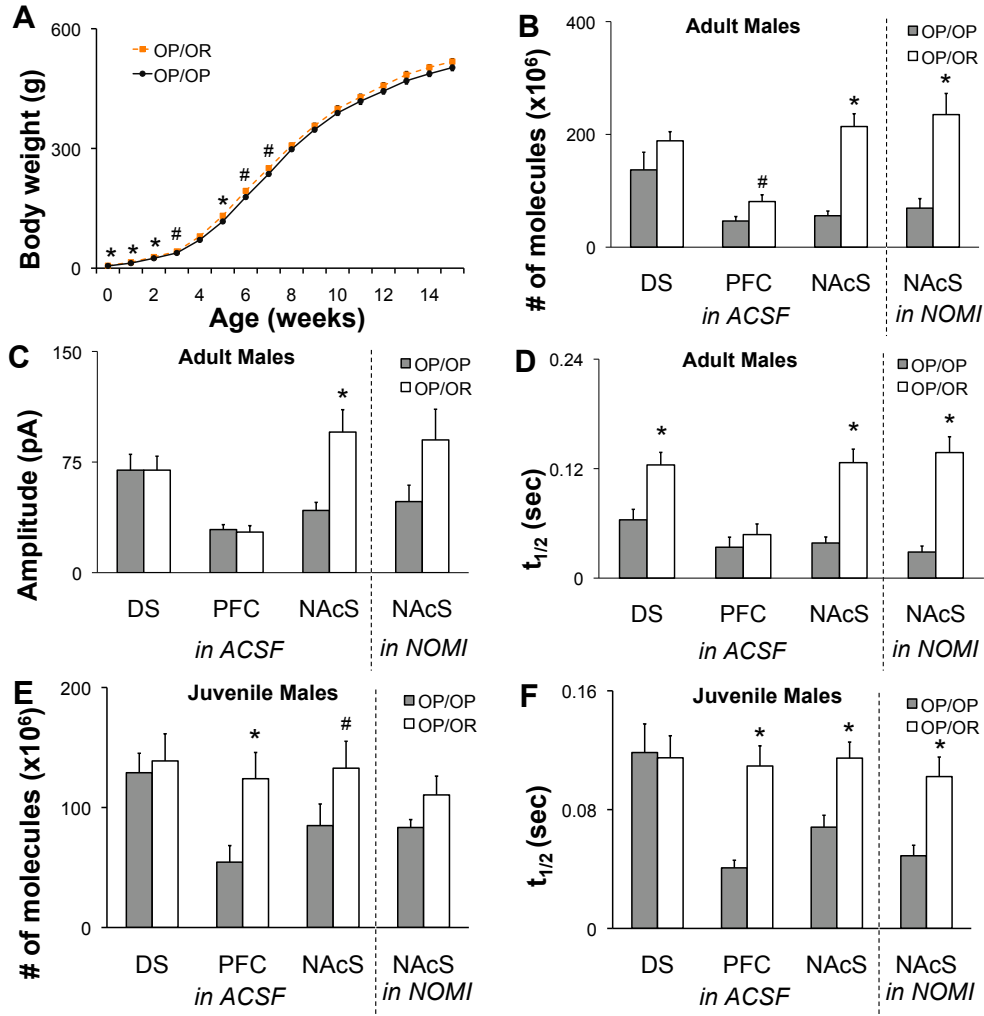 A
600
OP/OR
OP/OP
Body weight (g)
300
# #
*
* * * #
0
0 2 4 6 8 10 12 14
Age (weeks)
B
Adult Males
400
OP/OP
OP/OR
# of molecules (x10⁶)
200
0
# * *
DS PFC NAcS NAcS
in ACSF in NOMI
C
Adult Males
150
OP/OP
OP/OR
Amplitude (pA)
75
0
*
DS PFC NAcS NAcS
in ACSF in NOMI
D
Adult Males
0.24
OP/OP
OP/OR
t1/2 (sec)
0.12
0
* * *
DS PFC NAcS NAcS
in ACSF in NOMI
E
Juvenile Males
200
OP/OP
OP/OR
# of molecules (x10⁶)
100
0
* #
DS PFC NAcS NAcS
in ACSF in NOMI
F
Juvenile Males
0.16
OP/OP
OP/OR
t1/2 (sec)
0.08
0
* * *
DS PFC NAcS NAcS
in ACSF in NOMI